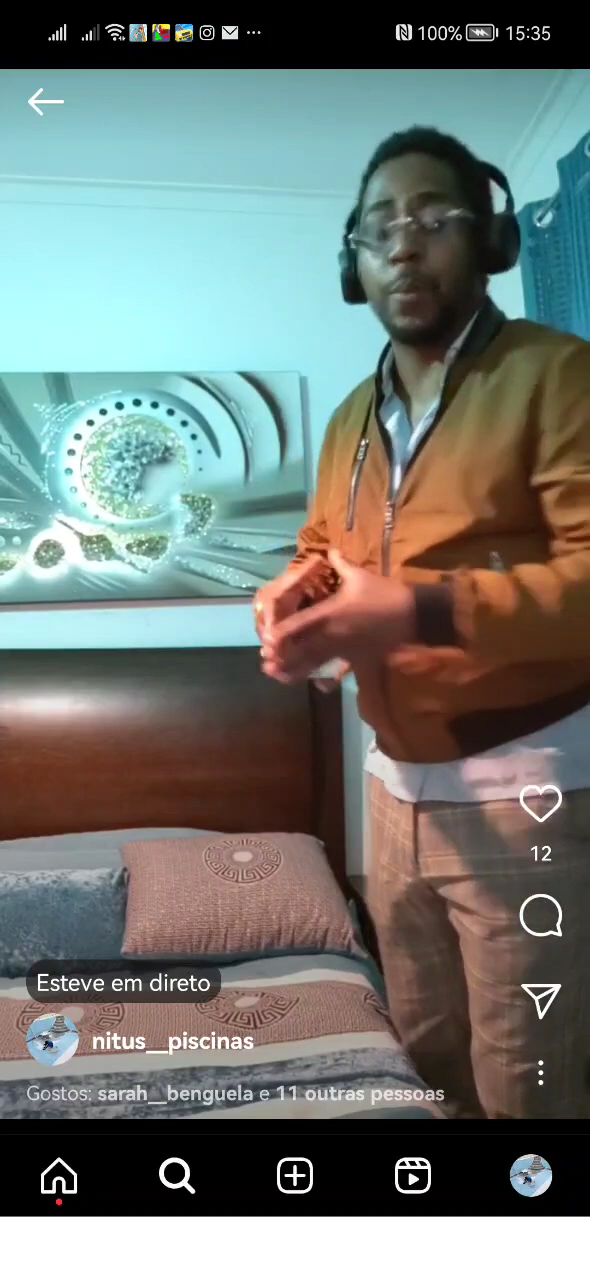 100% 15:35
12
Esteve em direto
nitus__piscinas
Gostos: sarah__benguela e 11 outras pessoas